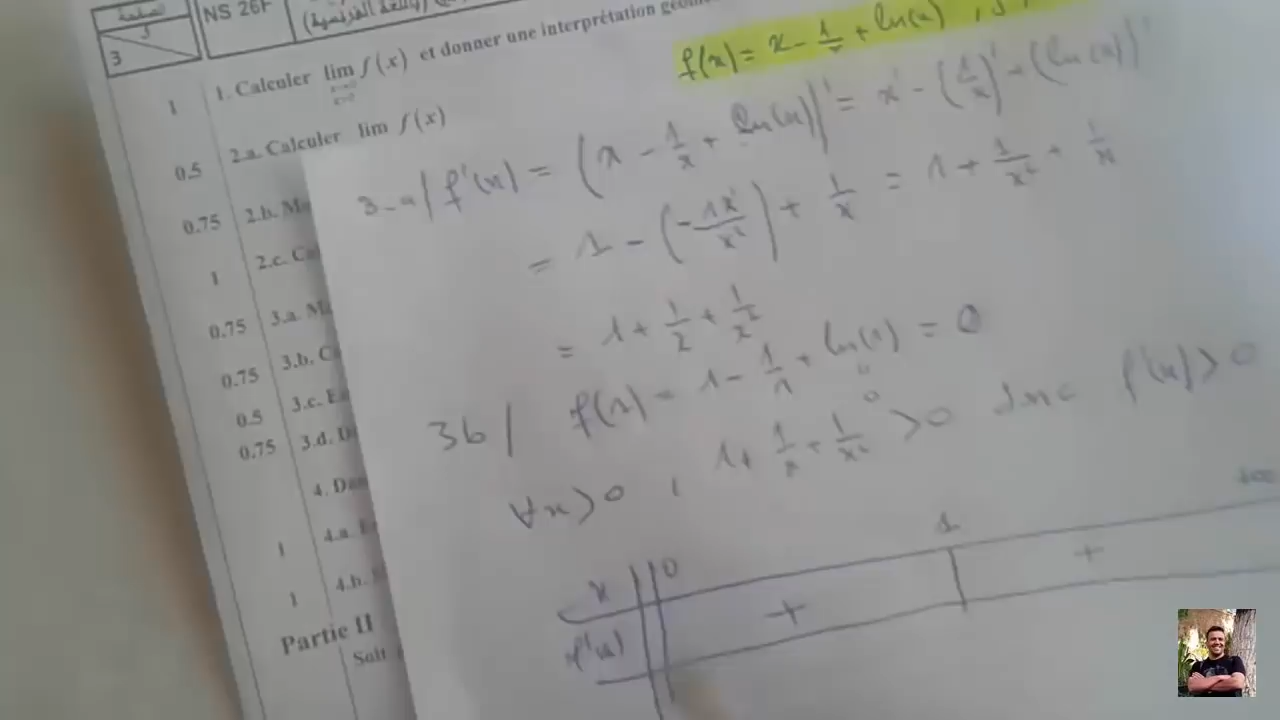 الصفحة
3
3
NS 26F
(باللغة الفرنسية)
1 1. Calculer lim f(x) et donner une interprétation
0.5 2.a. Calculer lim f(x)
0.75 2.b. M
1 2.c. C
0.75 3.a. M
0.75 3.b. C
0.5 3.c. E
0.75 3.d. D
4. D
1 4.a. E
1 4.b.
Partie II
Soit
f(x) = x - 1/x + ln(x)
3-a/ f'(x) = (x - 1/x + ln(x))' = x' - (1/x)' + (ln(x))'
= 1 - (-1x'/x²) + 1/x = 1 + 1/x² + 1/x
= 1 + 1/x + 1/x²
3b/ f(1) = 1 - 1/1 + ln(1) = 0
0
∀x>0, 1 + 1/x + 1/x² > 0 donc f'(x) > 0
x 0 1 +∞
f'(x) + +